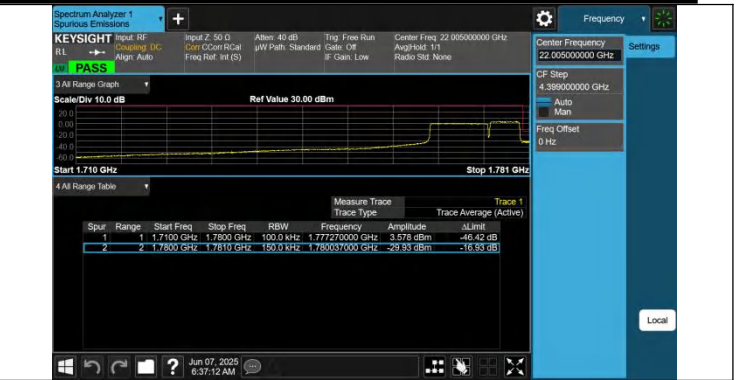 Spectrum Analyzer 1
Spurious Emissions
+
Frequency
KEYSIGHT Input: RF Input Z: 50 Ω Atten: 40 dB Trig: Free Run Center Freq: 22.005000000 GHz
RL Coupling: DC Corr CCorr RCal µW Path: Standard Gate: Off Avg|Hold: 1/1
Align: Auto Freq Ref: Int (S) IF Gain: Low Radio Std: None
PASS
3 All Range Graph
Scale/Div 10.0 dB Ref Value 30.00 dBm
20.0
0.00
-20.0
-40.0
-60.0
Start 1.710 GHz Stop 1.781 GHz
4 All Range Table
Measure Trace Trace 1
Trace Type Trace Average (Active)
Spur Range Start Freq Stop Freq RBW Frequency Amplitude ΔLimit
1 1 1.7100 GHz 1.7800 GHz 100.0 kHz 1.777270000 GHz 3.578 dBm -46.42 dB
2 2 1.7800 GHz 1.7810 GHz 150.0 kHz 1.780037000 GHz -29.93 dBm -16.93 dB
Center Frequency
22.005000000 GHz
Settings
CF Step
4.399000000 GHz
Auto
Man
Freq Offset
0 Hz
Local
?
Jun 07, 2025
6:37:12 AM